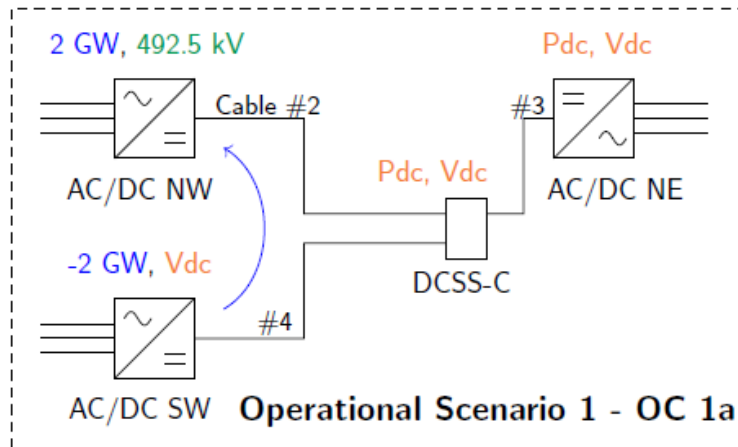 2 GW, 492.5 kV
Pdc, Vdc
Cable #2
#3
AC/DC NW
Pdc, Vdc
AC/DC NE
-2 GW, Vdc
DCSS-C
#4
AC/DC SW
Operational Scenario 1 - OC 1a